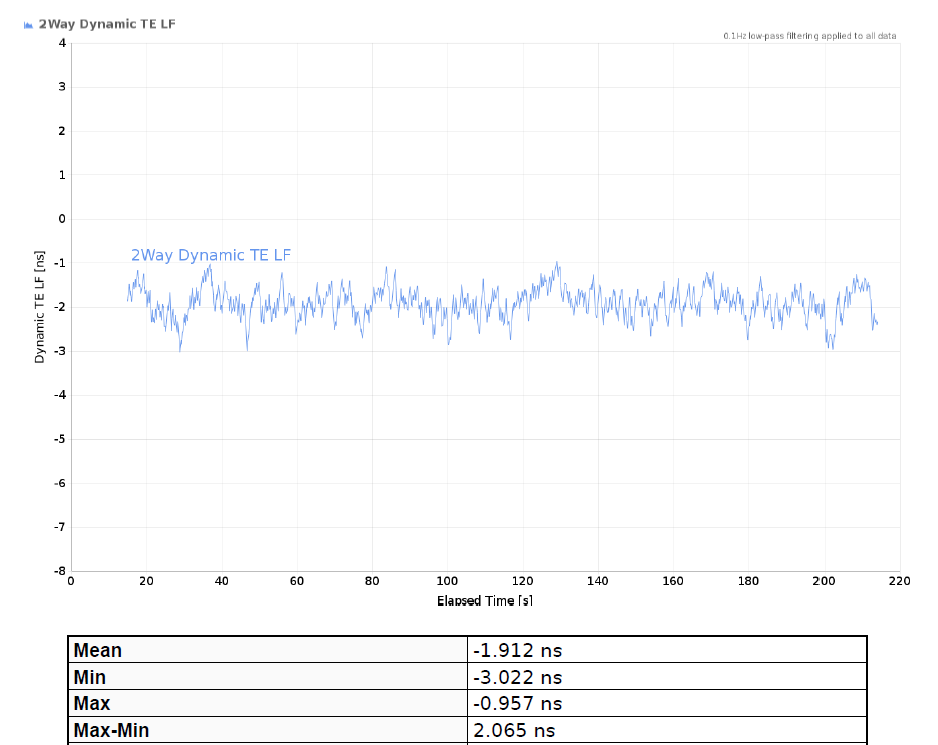 2Way Dynamic TE LF
0.1Hz low-pass filtering applied to all data
4
3
2
1
0
-1
-2
-3
-4
-5
-6
-7
-8
Dynamic TE LF [ns]
2Way Dynamic TE LF
0 20 40 60 80 100 120 140 160 180 200 220
Elapsed Time [s]
Mean -1.912 ns
Min -3.022 ns
Max -0.957 ns
Max-Min 2.065 ns